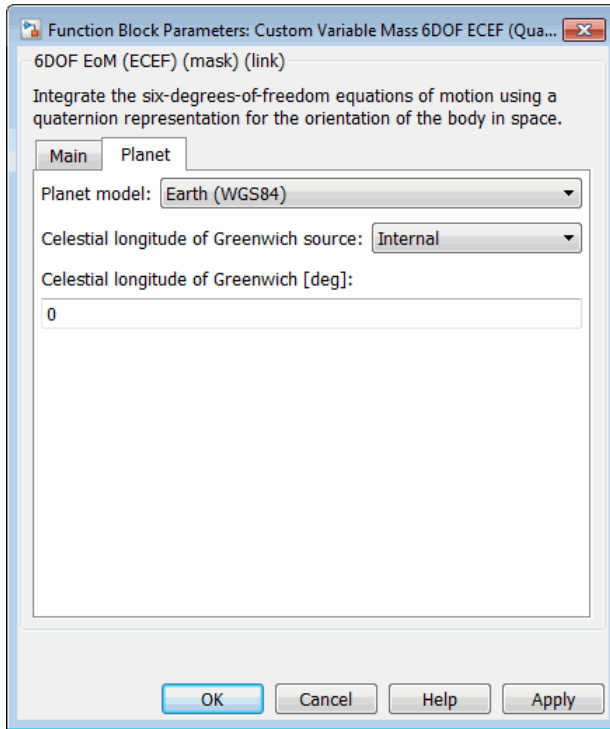 Function Block Parameters: Custom Variable Mass 6DOF ECEF (Qua...
6DOF EoM (ECEF) (mask) (link)
Integrate the six-degrees-of-freedom equations of motion using a
quaternion representation for the orientation of the body in space.
Main Planet
Planet model: Earth (WGS84)
Celestial longitude of Greenwich source: Internal
Celestial longitude of Greenwich [deg]:
0
OK Cancel Help Apply